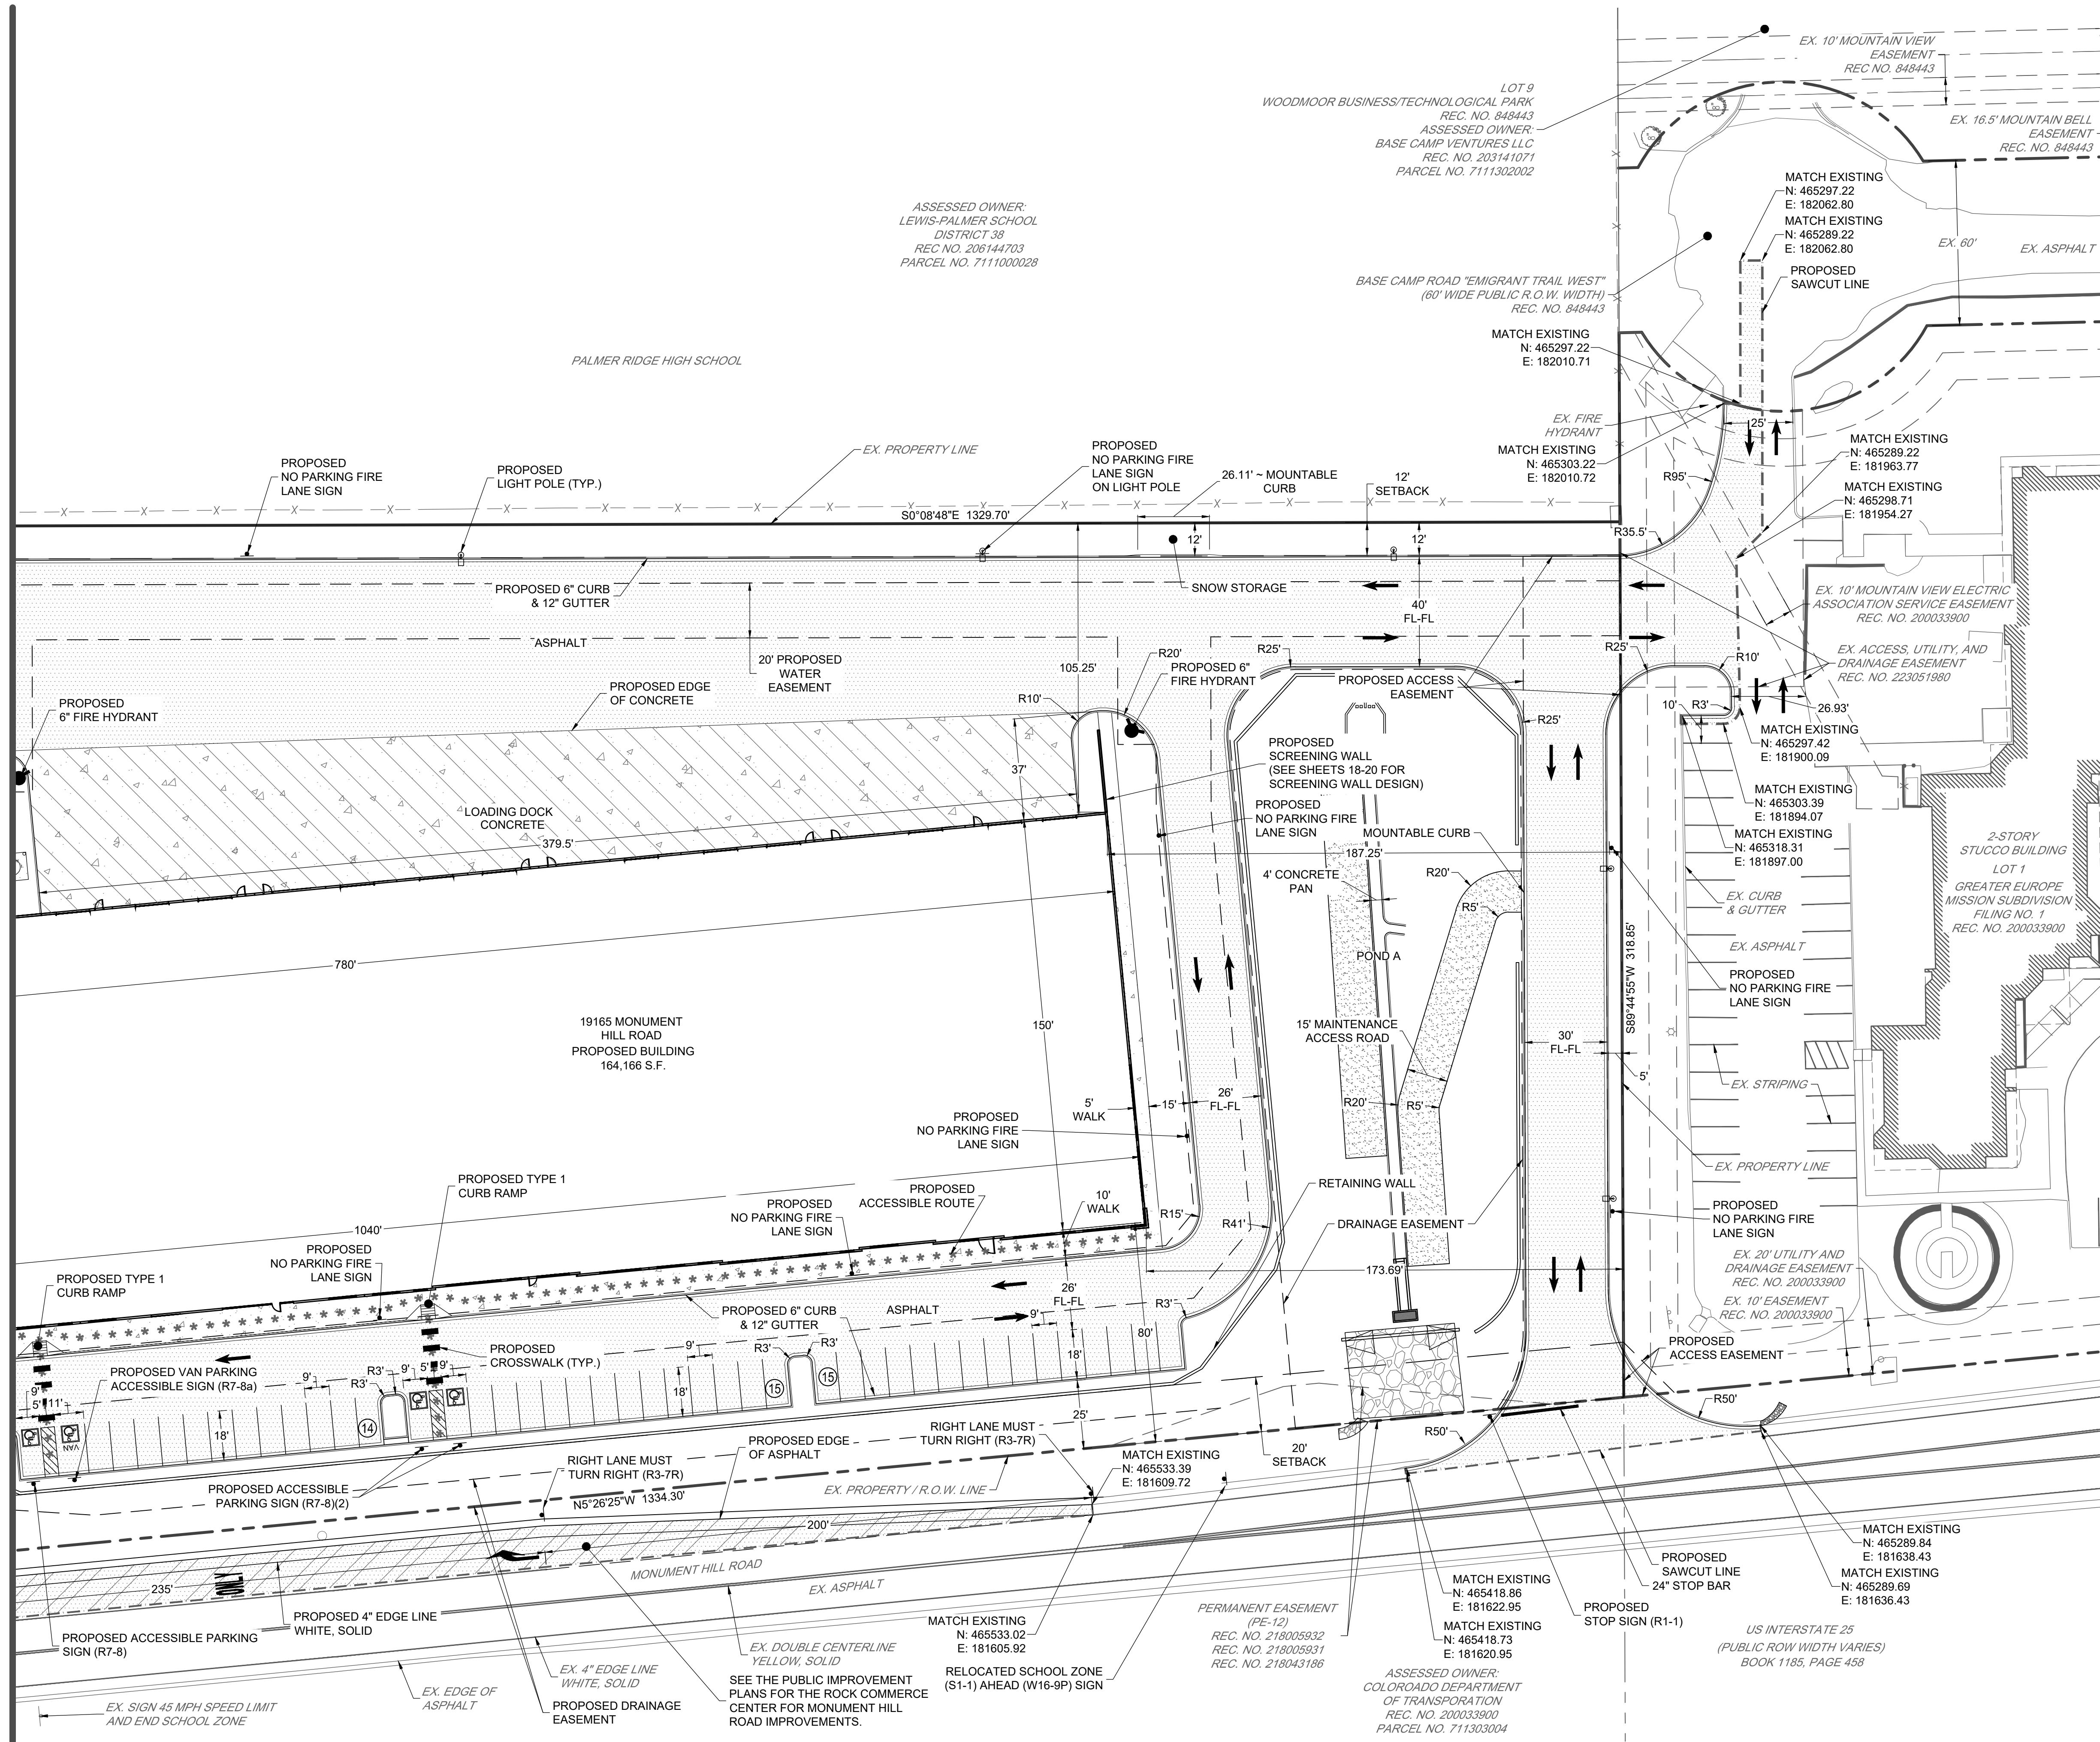 EX. 10' MOUNTAIN VIEW
EASEMENT
REC NO. 848443
LOT 9
WOODMOOR BUSINESS/TECHNOLOGICAL PARK
REC. NO. 848443
ASSESSED OWNER:
BASE CAMP VENTURES LLC
REC. NO. 203141071
PARCEL NO. 7111302002
EX. 16.5' MOUNTAIN BELL
EASEMENT
REC. NO. 848443
MATCH EXISTING
N: 465297.22
E: 182062.80
MATCH EXISTING
N: 465289.22
E: 182062.80
ASSESSED OWNER:
LEWIS-PALMER SCHOOL
DISTRICT 38
REC NO. 206144703
PARCEL NO. 7111000028
EX. 60'
EX. ASPHALT
PROPOSED
SAWCUT LINE
BASE CAMP ROAD "EMIGRANT TRAIL WEST"
(60' WIDE PUBLIC R.O.W. WIDTH)
REC. NO. 848443
MATCH EXISTING
N: 465297.22
E: 182010.71
PALMER RIDGE HIGH SCHOOL
EX. FIRE
HYDRANT
25'
MATCH EXISTING
N: 465303.22
E: 182010.72
MATCH EXISTING
N: 465289.22
E: 181963.77
R95'
MATCH EXISTING
N: 465298.71
E: 181954.27
EX. PROPERTY LINE
PROPOSED
NO PARKING FIRE
LANE SIGN
PROPOSED
LIGHT POLE (TYP.)
PROPOSED
NO PARKING FIRE
LANE SIGN
ON LIGHT POLE
26.11' ~ MOUNTABLE
CURB
12'
SETBACK
S0°08'48"E 1329.70'
12'
12'
R35.5'
PROPOSED 6" CURB
& 12" GUTTER
SNOW STORAGE
40'
FL-FL
EX. 10' MOUNTAIN VIEW ELECTRIC
ASSOCIATION SERVICE EASEMENT
REC. NO. 200033900
ASPHALT
20' PROPOSED
WATER
EASEMENT
105.25'
R20'
PROPOSED 6"
FIRE HYDRANT
R25'
PROPOSED ACCESS
EASEMENT
R25'
R10'
EX. ACCESS, UTILITY, AND
DRAINAGE EASEMENT
REC. NO. 223051980
PROPOSED EDGE
OF CONCRETE
PROPOSED
6" FIRE HYDRANT
R10'
R25'
10'
R3'
26.93'
MATCH EXISTING
N: 465297.42
E: 181900.09
37'
PROPOSED
SCREENING WALL
(SEE SHEETS 18-20 FOR
SCREENING WALL DESIGN)
PROPOSED
NO PARKING FIRE
LANE SIGN
MATCH EXISTING
N: 465303.39
E: 181894.07
MATCH EXISTING
N: 465318.31
E: 181897.00
LOADING DOCK
CONCRETE
379.5'
MOUNTABLE CURB
187.25'
2-STORY
STUCCO BUILDING
LOT 1
GREATER EUROPE
MISSION SUBDIVISION
FILING NO. 1
REC. NO. 200033900
4' CONCRETE
PAN
R20'
R5'
EX. CURB
& GUTTER
S89°44'55"W 318.85'
EX. ASPHALT
780'
POND A
PROPOSED
NO PARKING FIRE
LANE SIGN
19165 MONUMENT
HILL ROAD
PROPOSED BUILDING
164,166 S.F.
150'
15' MAINTENANCE
ACCESS ROAD
30'
FL-FL
5'
EX. STRIPING
5'
WALK
15'
26'
FL-FL
R20'
R5'
PROPOSED
NO PARKING FIRE
LANE SIGN
EX. PROPERTY LINE
PROPOSED TYPE 1
CURB RAMP
PROPOSED
ACCESSIBLE ROUTE
10'
WALK
RETAINING WALL
PROPOSED
NO PARKING FIRE
LANE SIGN
R15'
R41'
DRAINAGE EASEMENT
PROPOSED
NO PARKING FIRE
LANE SIGN
1040'
PROPOSED
NO PARKING FIRE
LANE SIGN
PROPOSED TYPE 1
CURB RAMP
173.69'
EX. 20' UTILITY AND
DRAINAGE EASEMENT
REC. NO. 200033900
EX. 10' EASEMENT
REC. NO. 200033900
26'
FL-FL
ASPHALT
PROPOSED 6" CURB
& 12" GUTTER
9'
R3'
80'
PROPOSED
ACCESS EASEMENT
PROPOSED
CROSSWALK (TYP.)
9'
R3'
R3'
18'
PROPOSED VAN PARKING
ACCESSIBLE SIGN (R7-8a)
9'
R3'
R3'
9'
5'
9'
15
15
18'
9'
5'
11'
14
18'
VAN
R50'
25'
RIGHT LANE MUST
TURN RIGHT (R3-7R)
PROPOSED EDGE
OF ASPHALT
RIGHT LANE MUST
TURN RIGHT (R3-7R)
R50'
20'
SETBACK
MATCH EXISTING
N: 465533.39
E: 181609.72
PROPOSED ACCESSIBLE
PARKING SIGN (R7-8)(2)
N5°26'25"W 1334.30'
EX. PROPERTY / R.O.W. LINE
200'
MONUMENT HILL ROAD
EX. ASPHALT
235'
ONLY
PROPOSED 4" EDGE LINE
WHITE, SOLID
PROPOSED ACCESSIBLE PARKING
SIGN (R7-8)
MATCH EXISTING
N: 465289.84
E: 181638.43
MATCH EXISTING
N: 465289.69
E: 181636.43
PROPOSED
SAWCUT LINE
24" STOP BAR
PROPOSED
STOP SIGN (R1-1)
MATCH EXISTING
N: 465418.86
E: 181622.95
MATCH EXISTING
N: 465418.73
E: 181620.95
PERMANENT EASEMENT
(PE-12)
REC. NO. 218005932
REC. NO. 218005931
REC. NO. 218043186
MATCH EXISTING
N: 465533.02
E: 181605.92
US INTERSTATE 25
(PUBLIC ROW WIDTH VARIES)
BOOK 1185, PAGE 458
EX. DOUBLE CENTERLINE
YELLOW, SOLID
EX. 4" EDGE LINE
WHITE, SOLID
SEE THE PUBLIC IMPROVEMENT
PLANS FOR THE ROCK COMMERCE
CENTER FOR MONUMENT HILL
ROAD IMPROVEMENTS.
RELOCATED SCHOOL ZONE
(S1-1) AHEAD (W16-9P) SIGN
ASSESSED OWNER:
COLOROADO DEPARTMENT
OF TRANSPORATION
REC. NO. 200033900
PARCEL NO. 711303004
EX. EDGE OF
ASPHALT
EX. SIGN 45 MPH SPEED LIMIT
AND END SCHOOL ZONE
PROPOSED DRAINAGE
EASEMENT